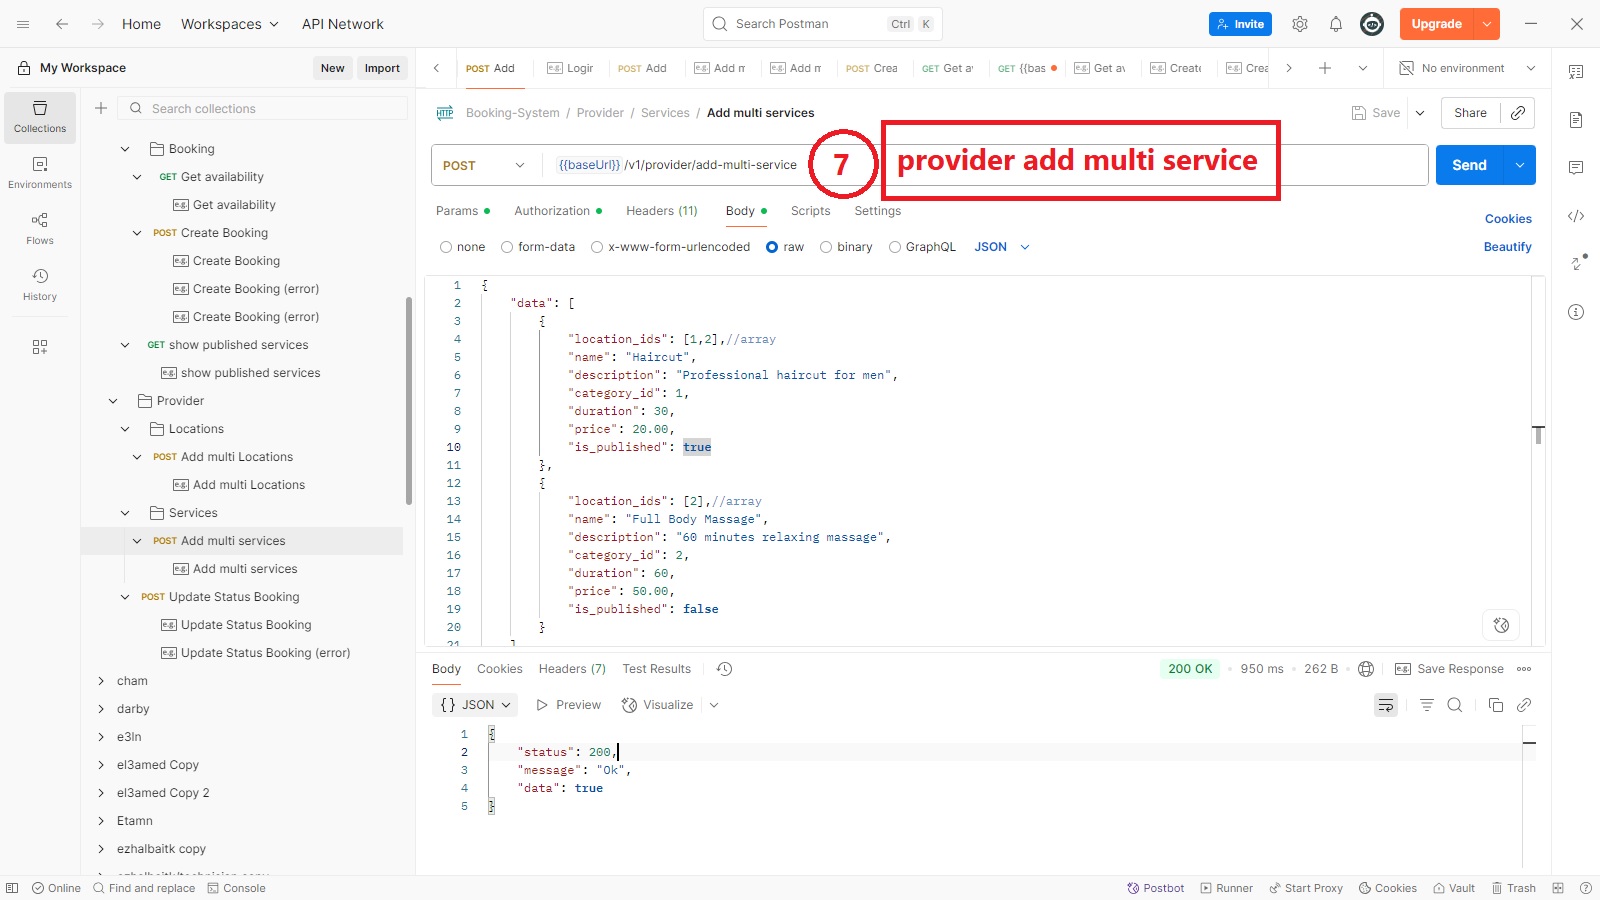 Home
Workspaces
API Network
Search Postman
Ctrl
K
Invite
Upgrade
My Workspace
New
Import
POST Add
e.g. Login
POST Add
e.g. Add m
e.g. Add m
POST Crea
GET Get av
GET {{bas
e.g. Get av
e.g. Create
e.g. Crea
No environment
Collections
Environments
Flows
History
Search collections
Booking
GET Get availability
e.g. Get availability
POST Create Booking
e.g. Create Booking
e.g. Create Booking (error)
e.g. Create Booking (error)
GET show published services
e.g. show published services
Provider
Locations
POST Add multi Locations
e.g. Add multi Locations
Services
POST Add multi services
e.g. Add multi services
POST Update Status Booking
e.g. Update Status Booking
e.g. Update Status Booking (error)
cham
darby
e3ln
el3amed Copy
el3amed Copy 2
Etamn
ezhalbaitk copy
HTTP Booking-System / Provider / Services / Add multi services
Save
Share
POST
{{baseUrl}} /v1/provider/add-multi-service
7
provider add multi service
Send
Params
Authorization
Headers (11)
Body
Scripts
Settings
Cookies
none
form-data
x-www-form-urlencoded
raw
binary
GraphQL
JSON
Beautify
1 {
2 "data": [
3 {
4 "location_ids": [1,2],//array
5 "name": "Haircut",
6 "description": "Professional haircut for men",
7 "category_id": 1,
8 "duration": 30,
9 "price": 20.00,
10 "is_published": true
11 },
12 {
13 "location_ids": [2],//array
14 "name": "Full Body Massage",
15 "description": "60 minutes relaxing massage",
16 "category_id": 2,
17 "duration": 60,
18 "price": 50.00,
19 "is_published": false
20 }
21 ]
Body
Cookies
Headers (7)
Test Results
200 OK
950 ms
262 B
e.g. Save Response
{} JSON
Preview
Visualize
1 {
2 "status": 200,
3 "message": "Ok",
4 "data": true
5 }
Online
Find and replace
Console
Postbot
Runner
Start Proxy
Cookies
Vault
Trash